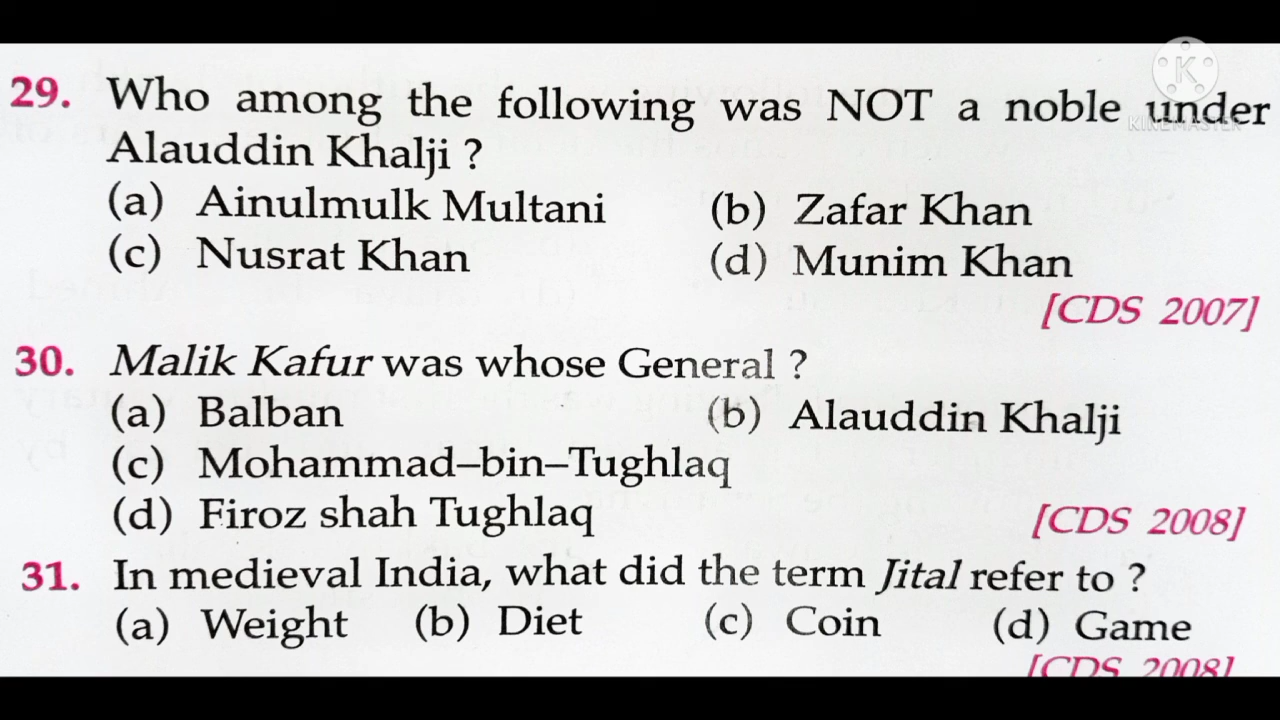 29. Who among the following was NOT a noble under
Alauddin Khalji ?
(a) Ainulmulk Multani (b) Zafar Khan
(c) Nusrat Khan (d) Munim Khan
[CDS 2007]
30. Malik Kafur was whose General ?
(a) Balban (b) Alauddin Khalji
(c) Mohammad–bin–Tughlaq
(d) Firoz shah Tughlaq [CDS 2008]
31. In medieval India, what did the term Jital refer to ?
(a) Weight (b) Diet (c) Coin (d) Game
[CDS 2008]
K
KINEMASTER